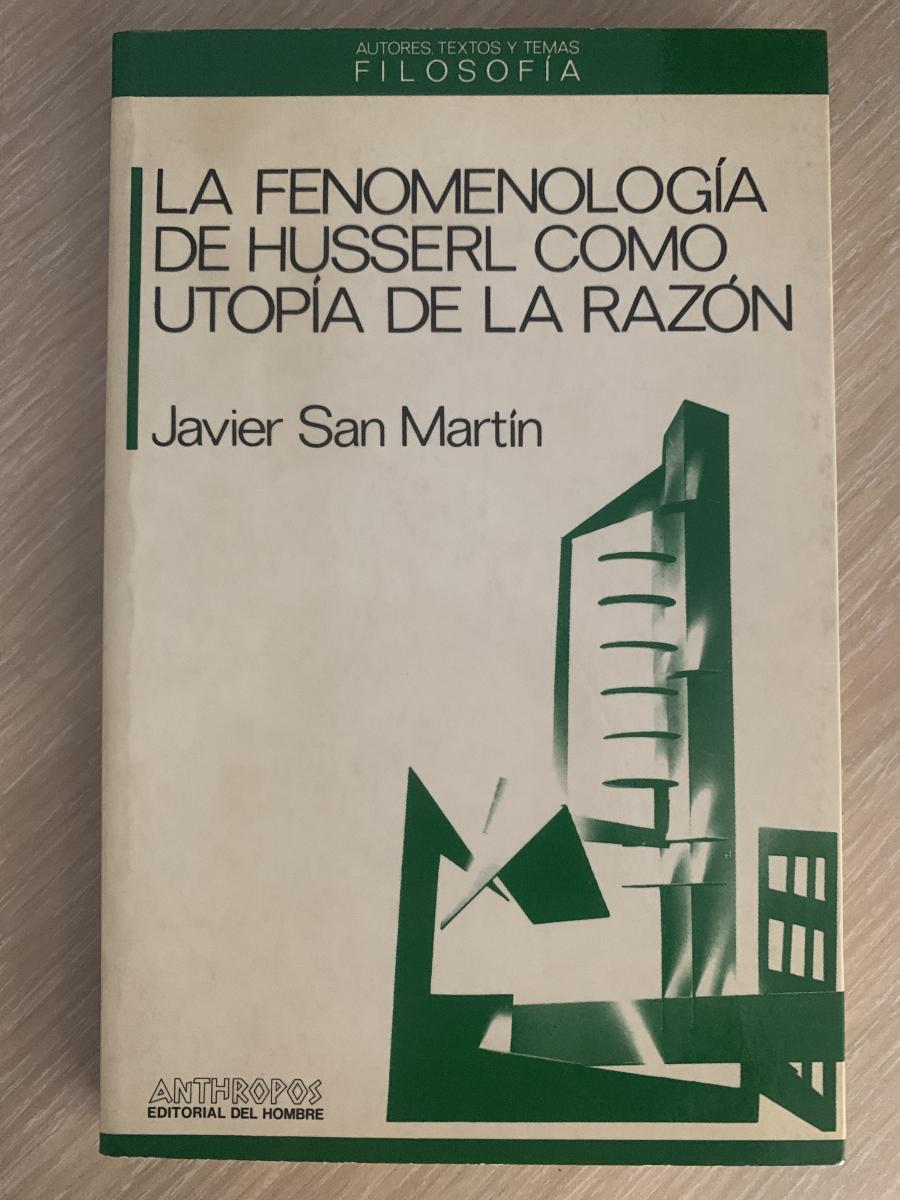 AUTORES, TEXTOS Y TEMAS
FILOSOFÍA
LA FENOMENOLOGÍA
DE HUSSERL COMO
UTOPÍA DE LA RAZÓN
Javier San Martín
ANTHROPOS
EDITORIAL DEL HOMBRE